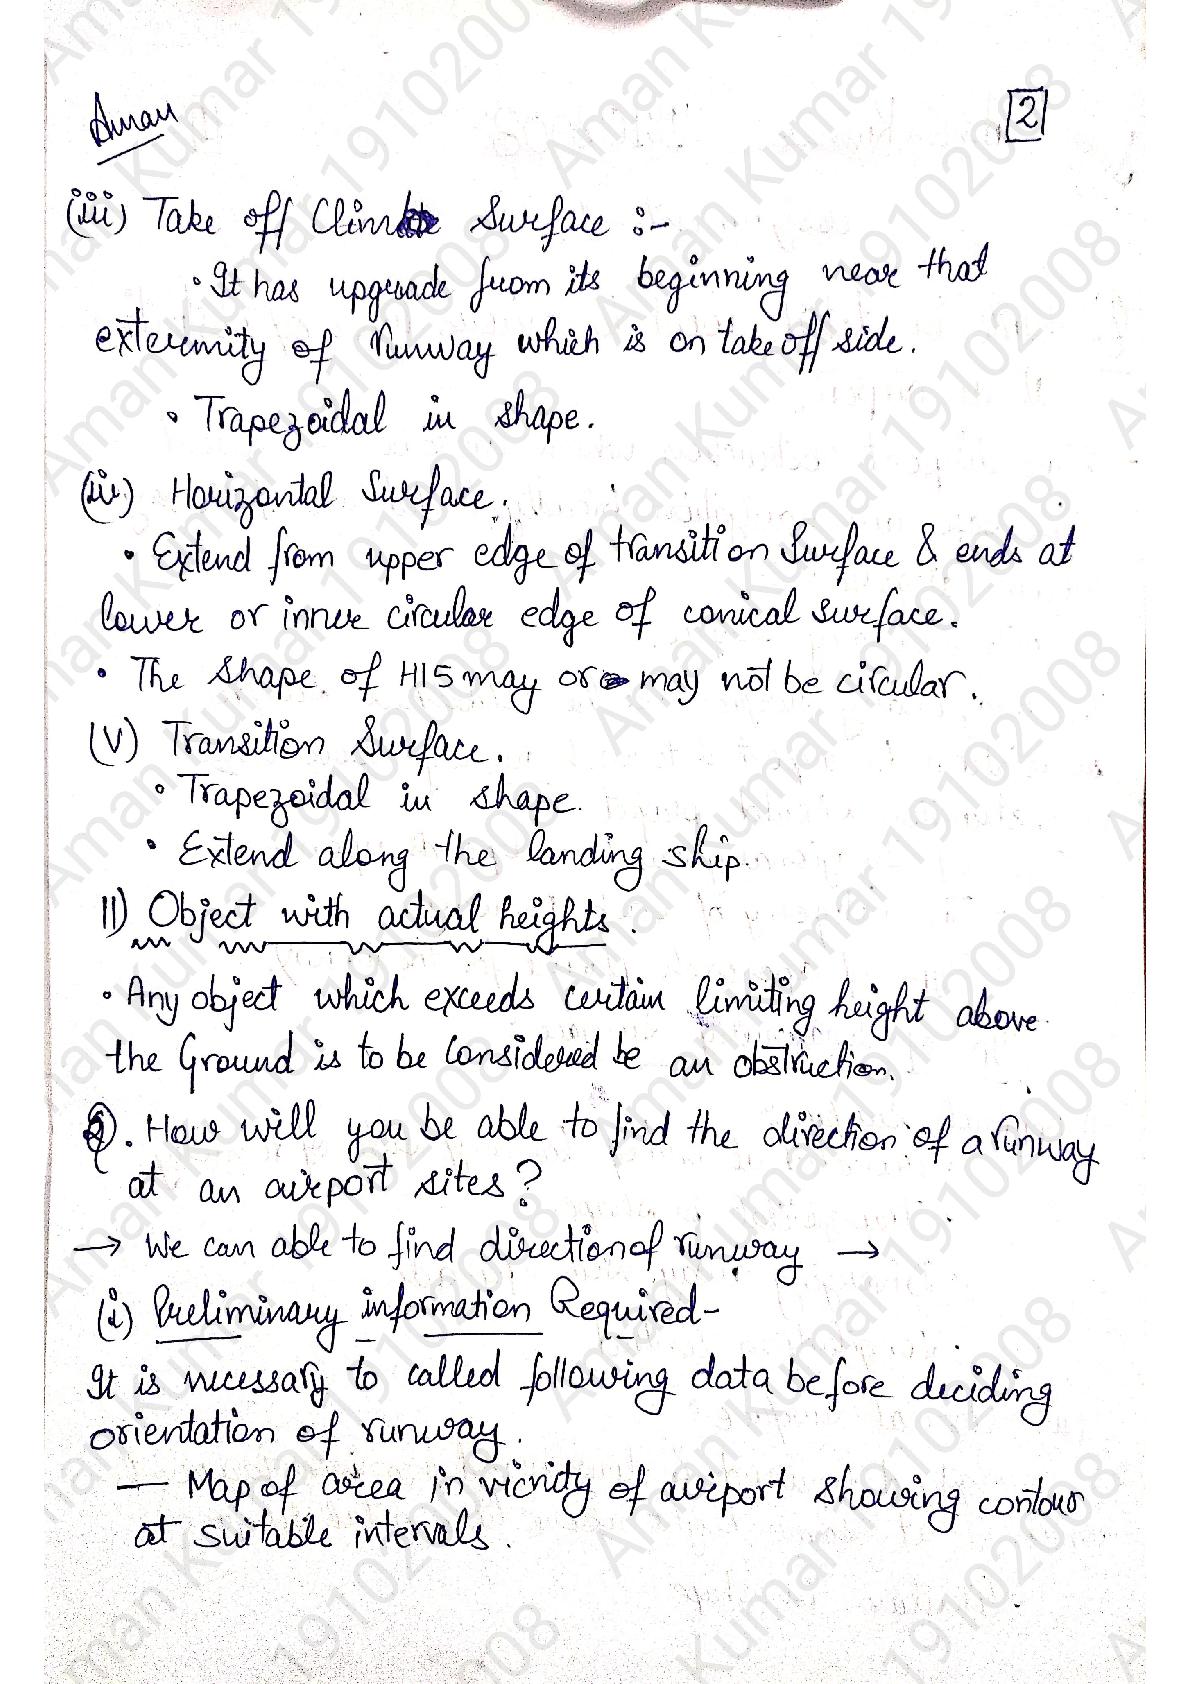 Aman
2
(iii) Take off Climb Surface :-
• It has upgrade from its beginning near that
exteremity of runway which is on take off side.
• Trapezoidal in shape.
(iv) Horizontal Surface.
• Extend from upper edge of transition Surface & ends at
lower or inner circular edge of conical surface.
• The shape of HIS may or may not be circular.
(V) Transition Surface.
• Trapezoidal in shape.
• Extend along the landing ship.
II) Object with actual heights.
• Any object which exceeds certain limiting height above
the Ground is to be Considered be an obstruction.
Q. How will you be able to find the direction of a runway
at an airport sites?
→ We can able to find direction of runway →
(i) Preliminary information Required-
It is necessary to called following data before deciding
orientation of runway.
— Map of area in vicnity of airport showing contour
at suitable intervals.
Aman Kumar 19102008